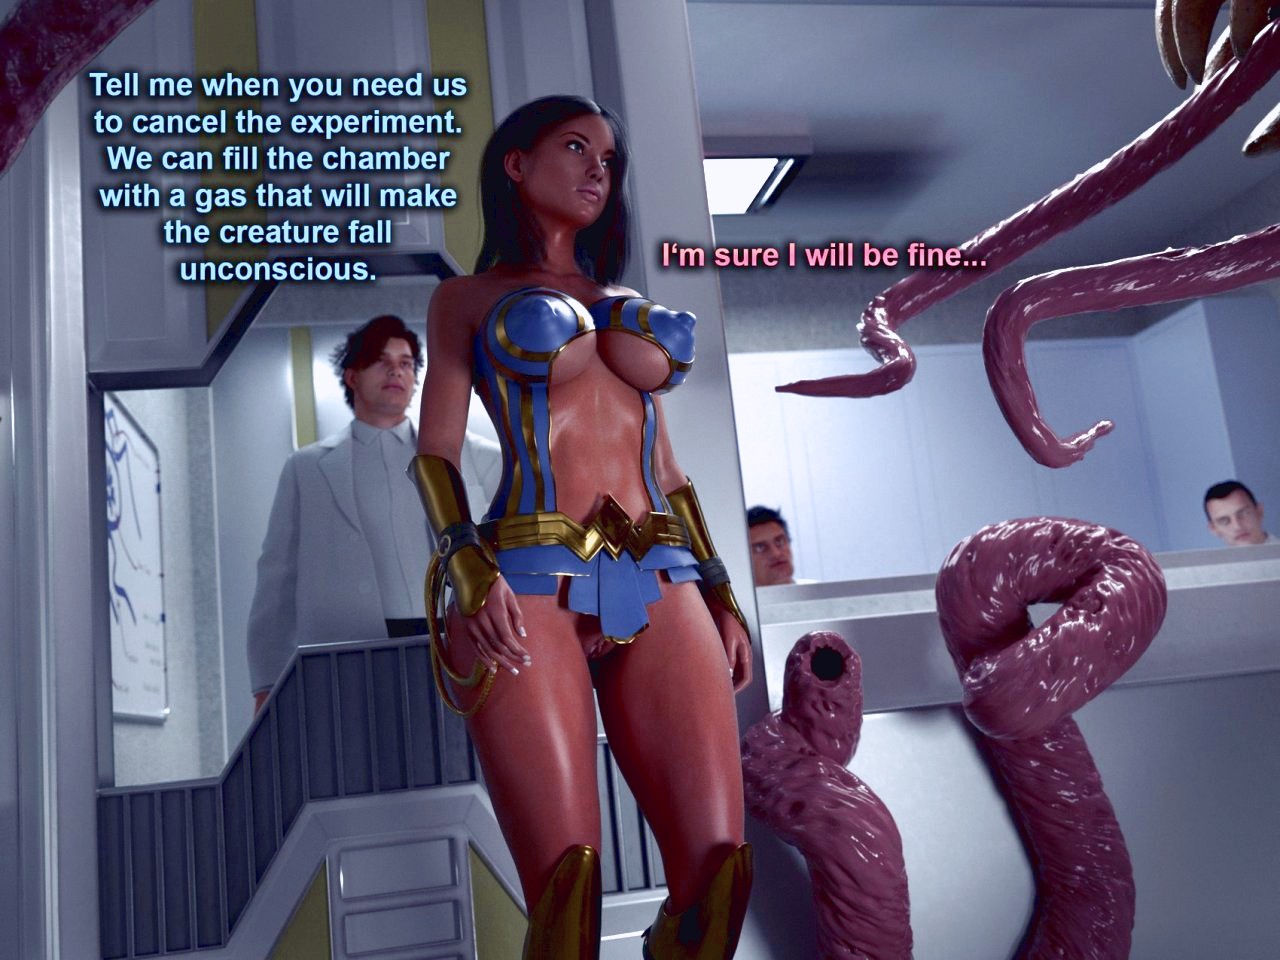 Tell me when you need us
to cancel the experiment.
We can fill the chamber
with a gas that will make
the creature fall
unconscious.
I'm sure I will be fine...